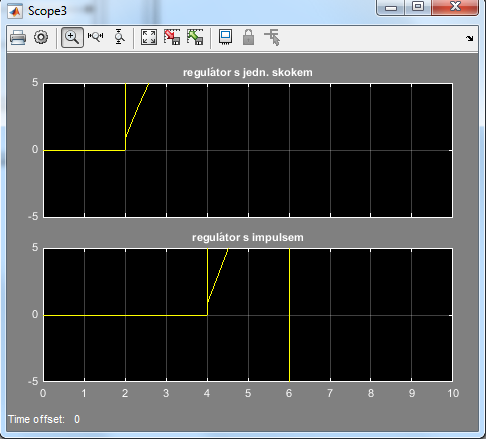 Scope3
regulátor s jedn. skokem
5
0
-5
regulátor s impulsem
5
0
-5
0 1 2 3 4 5 6 7 8 9 10
Time offset: 0